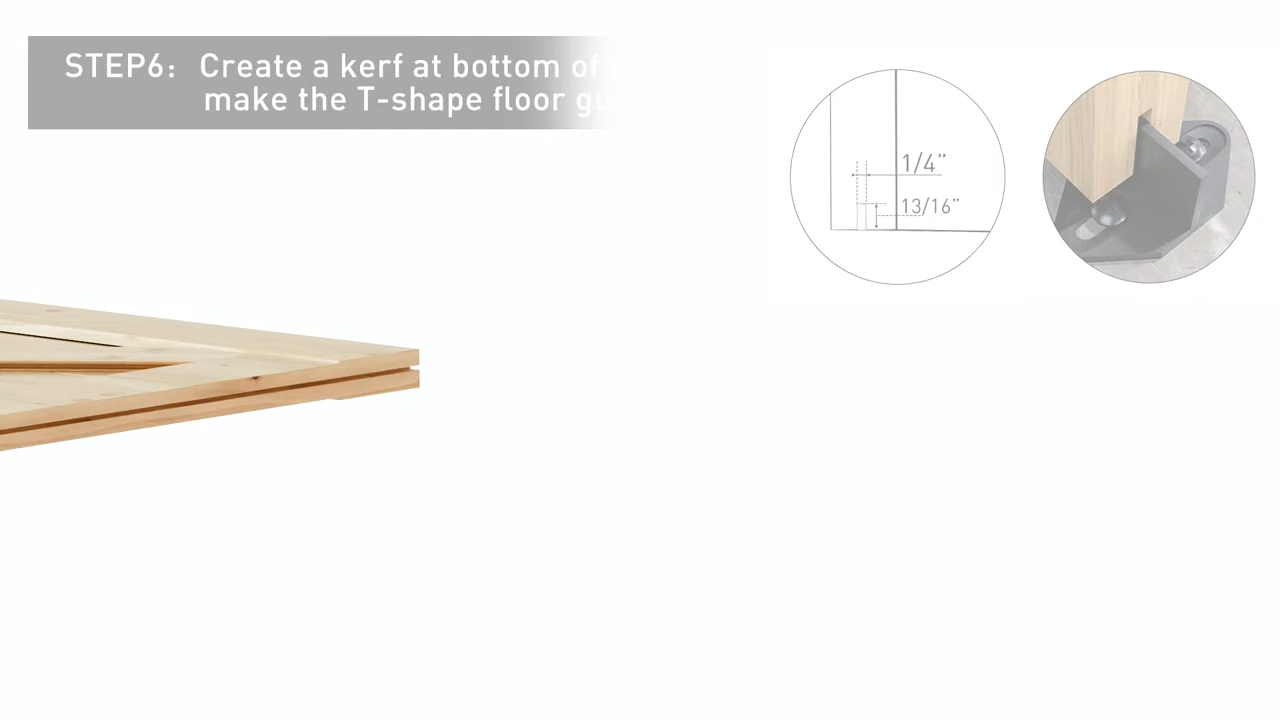 STEP6: Create a kerf at bottom of
make the T-shape floor
1/4”
13/16”